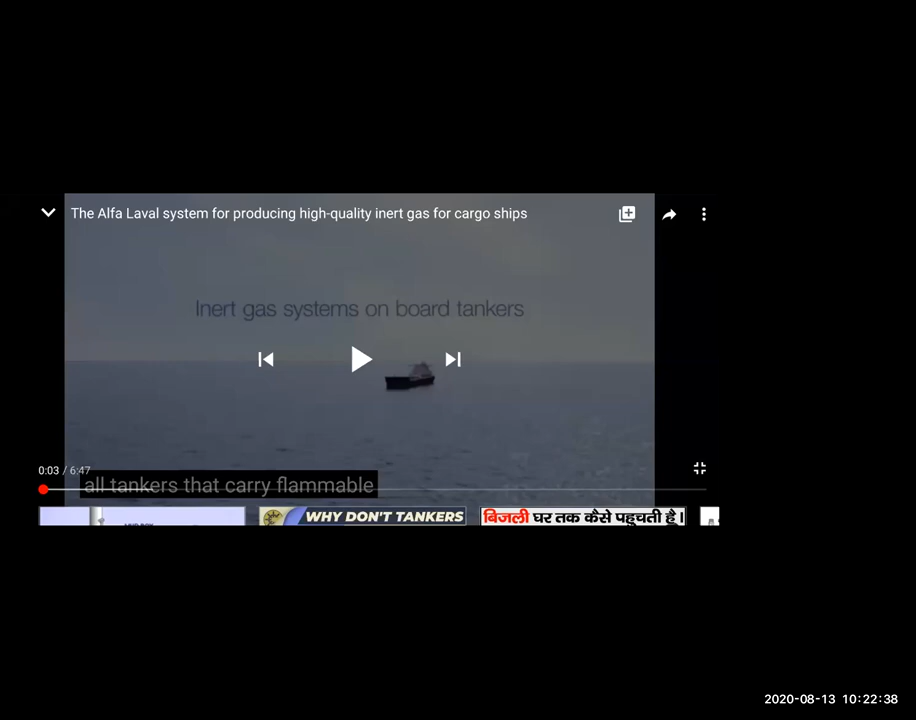 The Alfa Laval system for producing high-quality inert gas for cargo ships
Inert gas systems on board tankers
0:03 / 6:47
all tankers that carry flammable
WHY DON'T TANKERS
बिजली घर तक कैसे पहूचती है।
2020-08-13 10:22:38